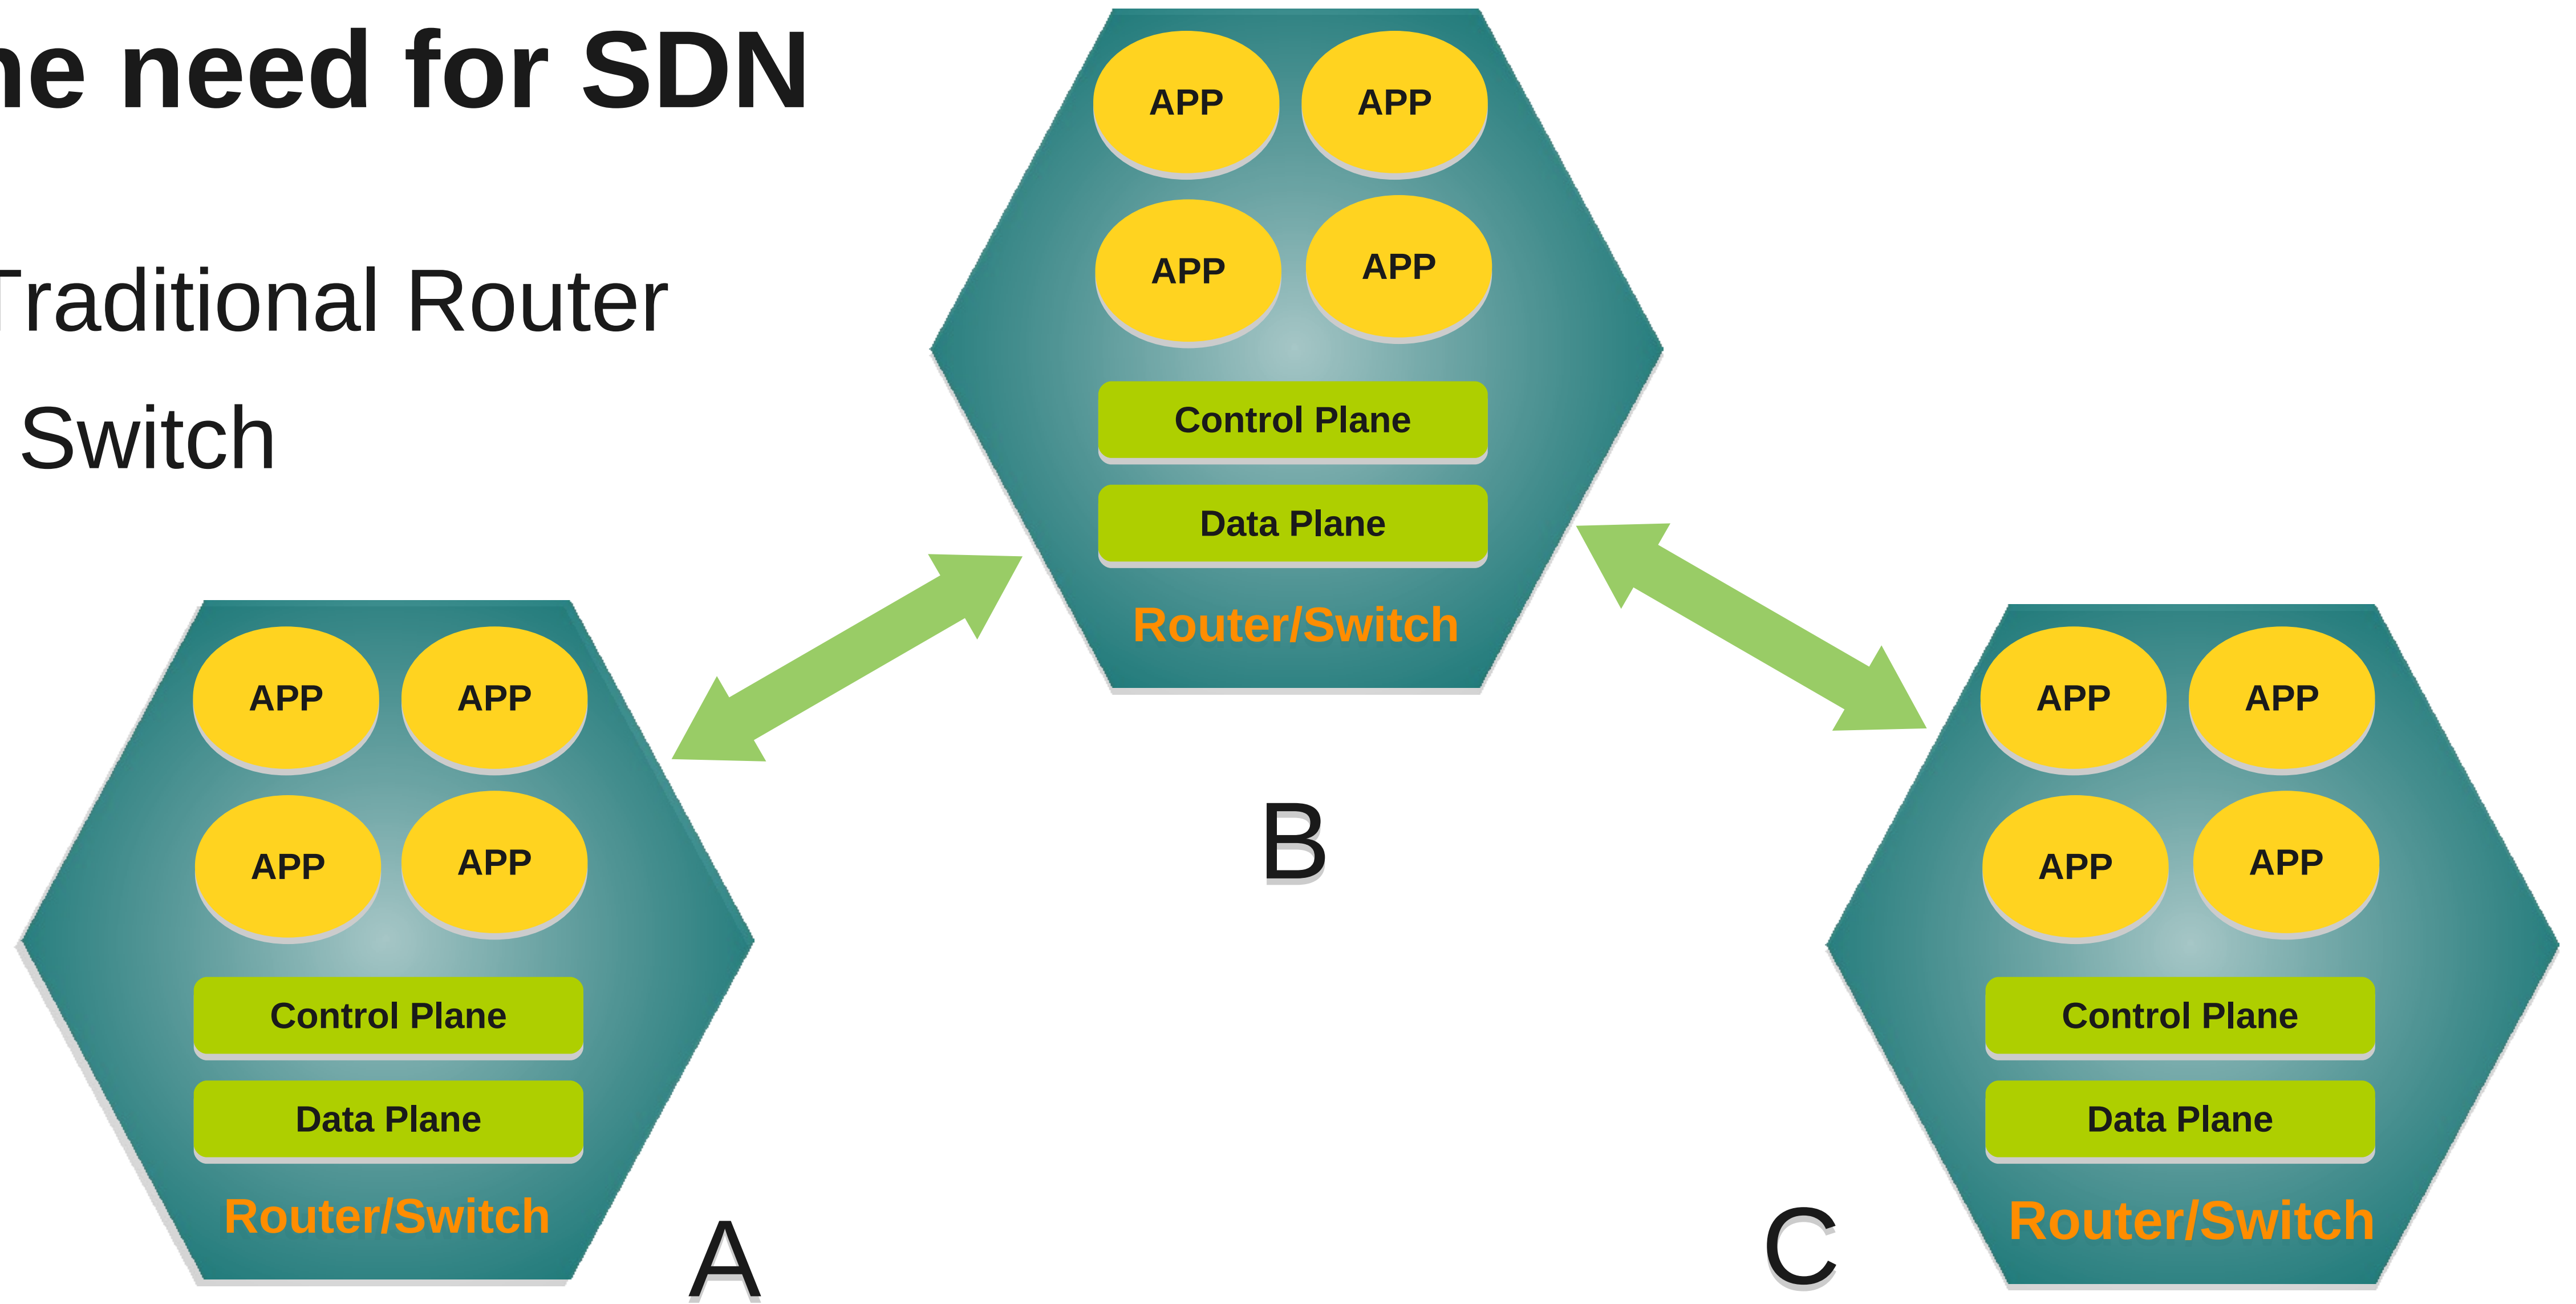 ne need for SDN
Traditional Router
Switch
APP APP
APP APP
Control Plane
Data Plane
Router/Switch
B
APP APP
APP APP
Control Plane
Data Plane
Router/Switch
A
APP APP
APP APP
Control Plane
Data Plane
Router/Switch
C